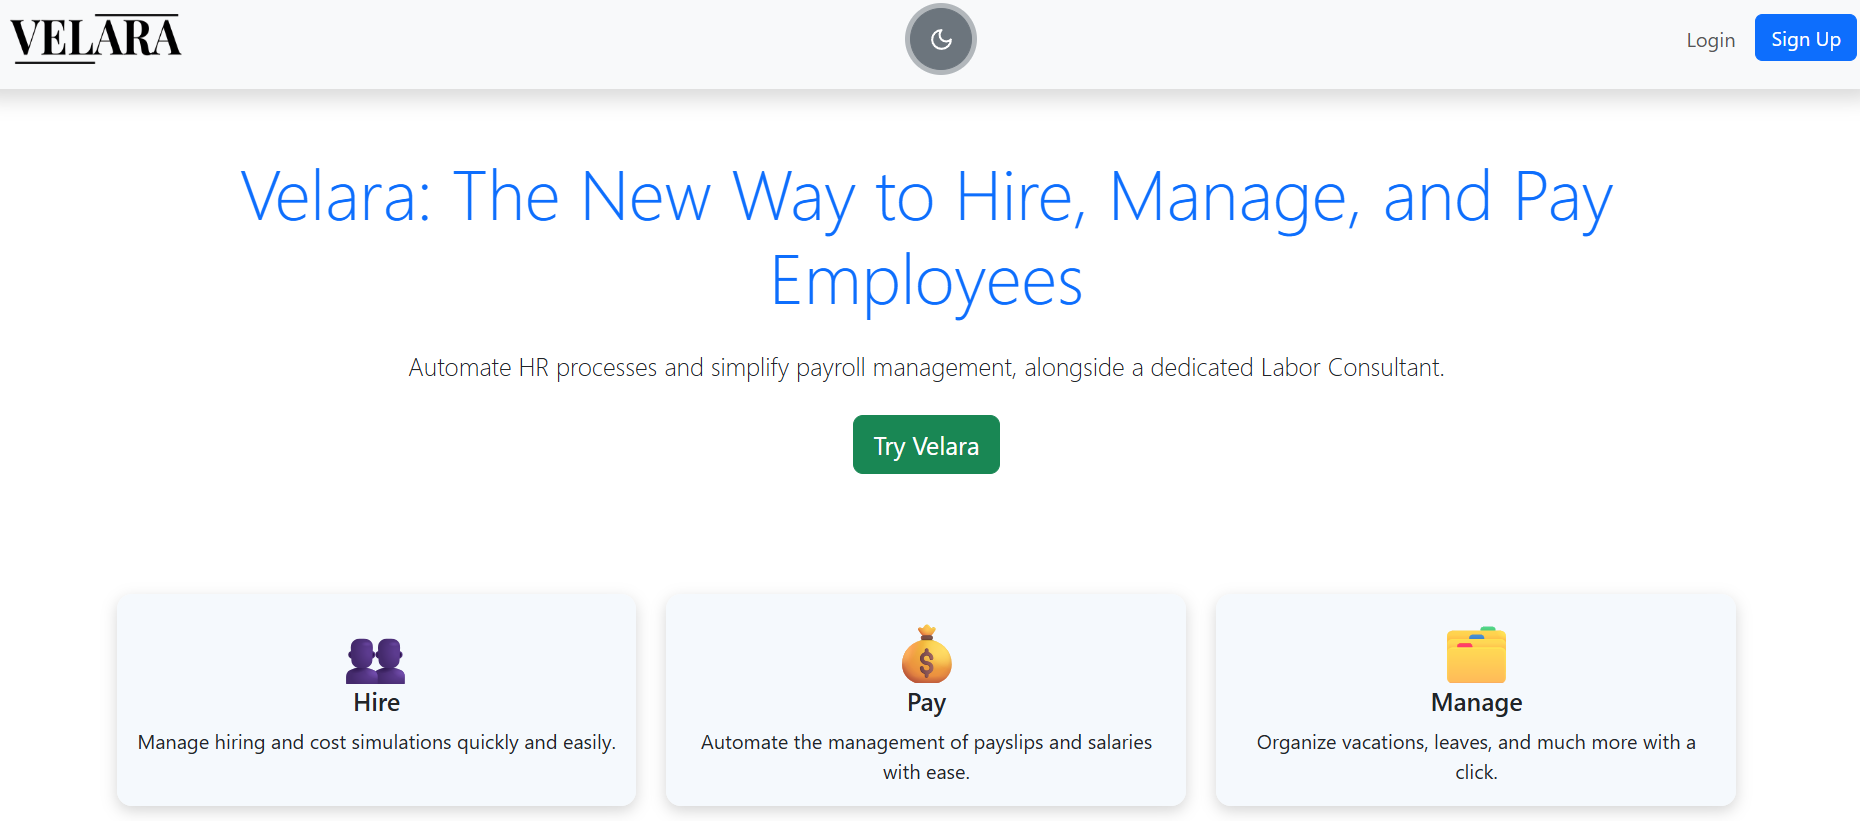 VELARA
Login
Sign Up
Velara: The New Way to Hire, Manage, and Pay
Employees
Automate HR processes and simplify payroll management, alongside a dedicated Labor Consultant.
Try Velara
Hire
Manage hiring and cost simulations quickly and easily.
$
Pay
Automate the management of payslips and salaries
with ease.
Manage
Organize vacations, leaves, and much more with a
click.